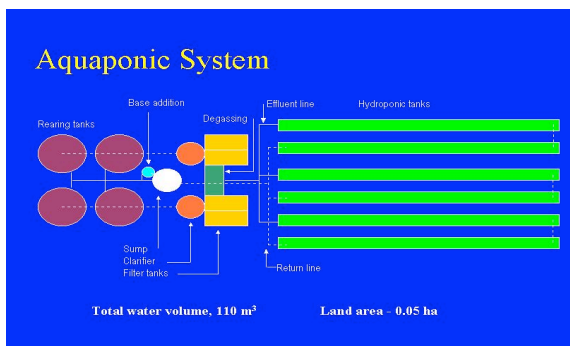 Aquaponic System
Base addition
Effluent line
Hydroponic tanks
Degassing
Rearing tanks
Sump
Clarifier
Filter tanks
Return line
Total water volume, 110 m³
Land area - 0.05 ha